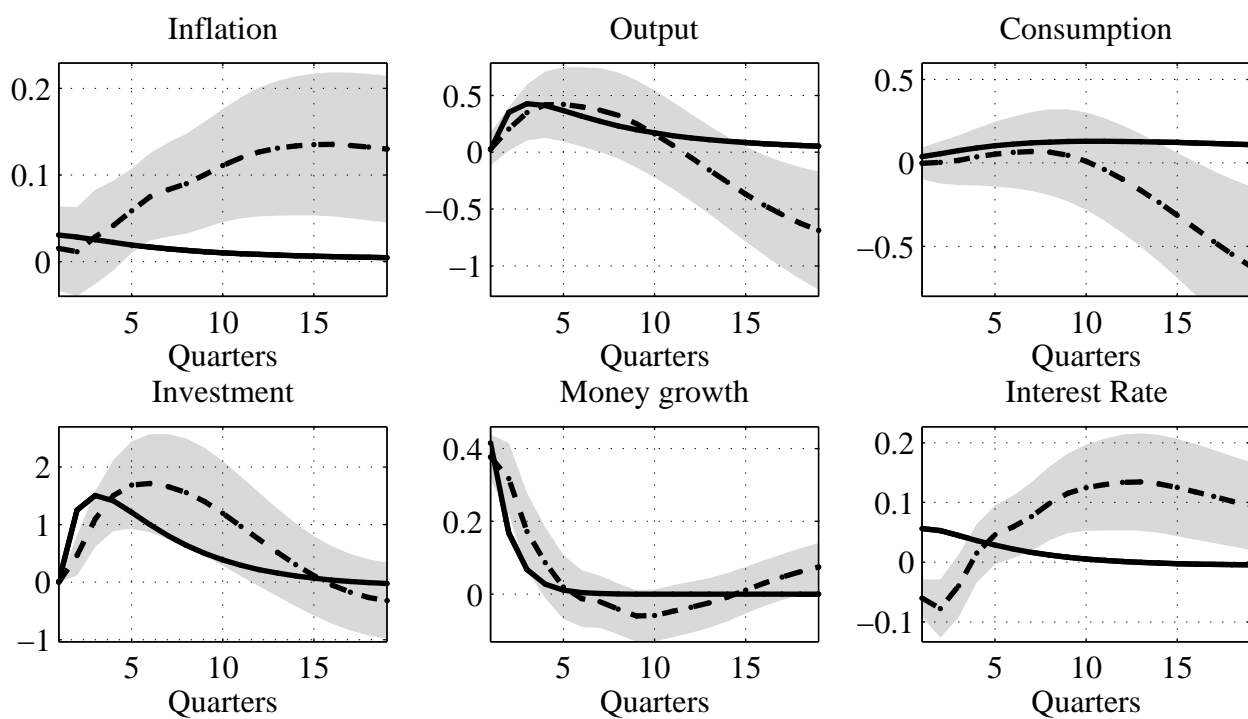 Inflation
0.2
0.1
0
5 10 15
Quarters
Output
0.5
0
−0.5
−1
5 10 15
Quarters
Consumption
0.5
0
−0.5
5 10 15
Quarters
Investment
2
1
0
−1
5 10 15
Quarters
Money growth
0.4
0.2
0
5 10 15
Quarters
Interest Rate
0.2
0.1
0
−0.1
5 10 15
Quarters